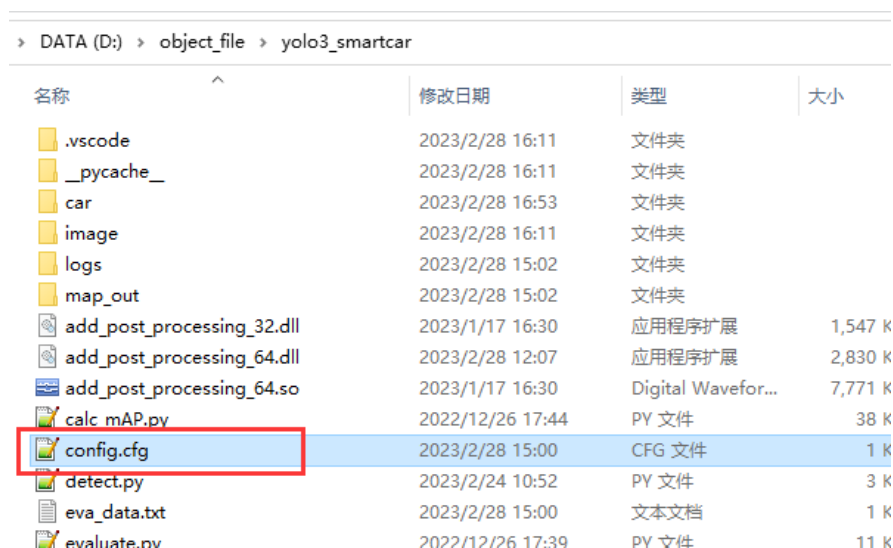 > DATA (D:) > object_file > yolo3_smartcar
名称 修改日期 类型 大小
.vscode 2023/2/28 16:11 文件夹
__pycache__ 2023/2/28 16:11 文件夹
car 2023/2/28 16:53 文件夹
image 2023/2/28 16:11 文件夹
logs 2023/2/28 15:02 文件夹
map_out 2023/2/28 15:02 文件夹
add_post_processing_32.dll 2023/1/17 16:30 应用程序扩展 1,547 K
add_post_processing_64.dll 2023/2/28 12:07 应用程序扩展 2,830 K
add_post_processing_64.so 2023/1/17 16:30 Digital Wavefor... 7,771 K
calc_mAP.py 2022/12/26 17:44 PY 文件 38 K
config.cfg 2023/2/28 15:00 CFG 文件 1 K
detect.py 2023/2/24 10:52 PY 文件 3 K
eva_data.txt 2023/2/28 15:00 文本文档 1 K
evaluate.py 2022/12/26 17:39 PY 文件 11 K